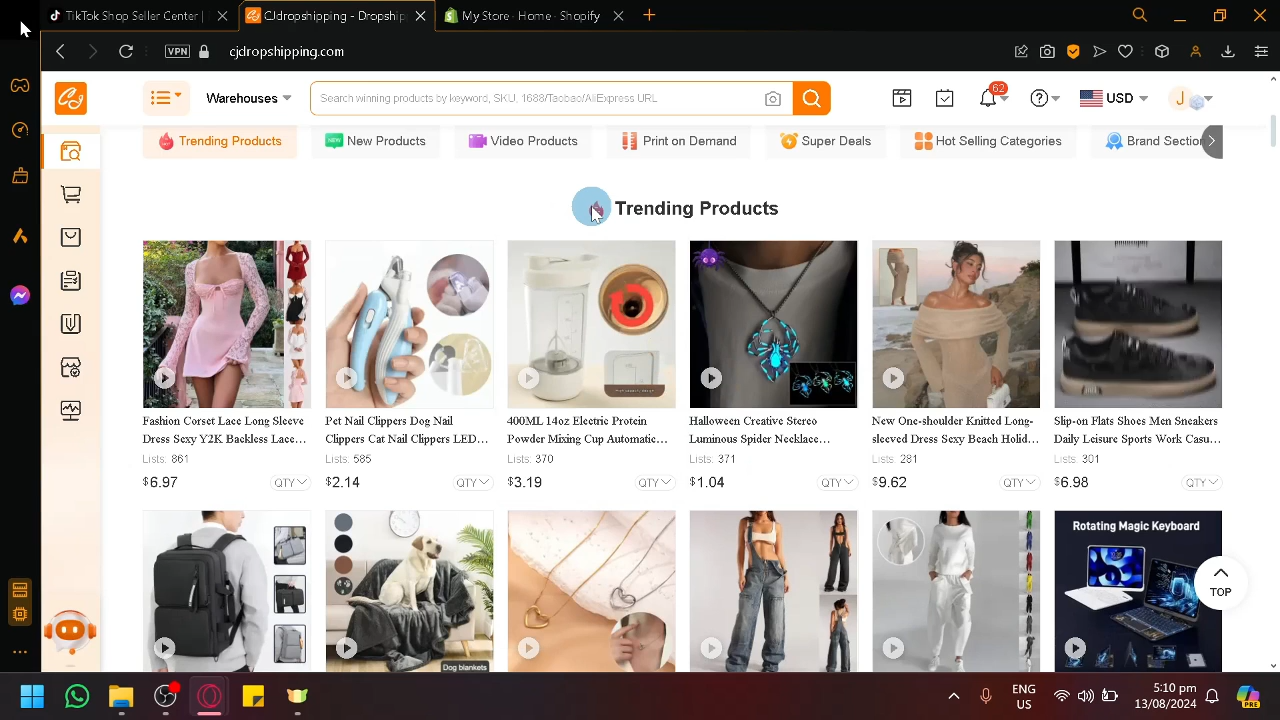 TikTok Shop Seller Center |
CJdropshipping - Dropship
My Store · Home · Shopify
VPN
cjdropshipping.com
Warehouses
Search winning products by keyword, SKU, 1688/Taobao/AliExpress URL
62
USD
J
Trending Products
NEW
New Products
Video Products
Print on Demand
Super Deals
Hot Selling Categories
Brand Section
Trending Products
Fashion Corset Lace Long Sleeve
Dress Sexy Y2K Backless Lace...
Lists: 861
$6.97
QTY
Pet Nail Clippers Dog Nail
Clippers Cat Nail Clippers LED...
Lists: 585
$2.14
QTY
400ML 14oz Electric Protein
Powder Mixing Cup Automatic...
Lists: 370
$3.19
QTY
Halloween Creative Stereo
Luminous Spider Necklace...
Lists: 371
$1.04
QTY
New One-shoulder Knitted Long-
sleeved Dress Sexy Beach Holid...
Lists: 281
$9.62
QTY
Slip-on Flats Shoes Men Sneakers
Daily Leisure Sports Work Casu...
Lists: 301
$6.98
QTY
Dog blankets
Rotating Magic Keyboard
TOP
ENG
US
5:10 pm
13/08/2024
PRE